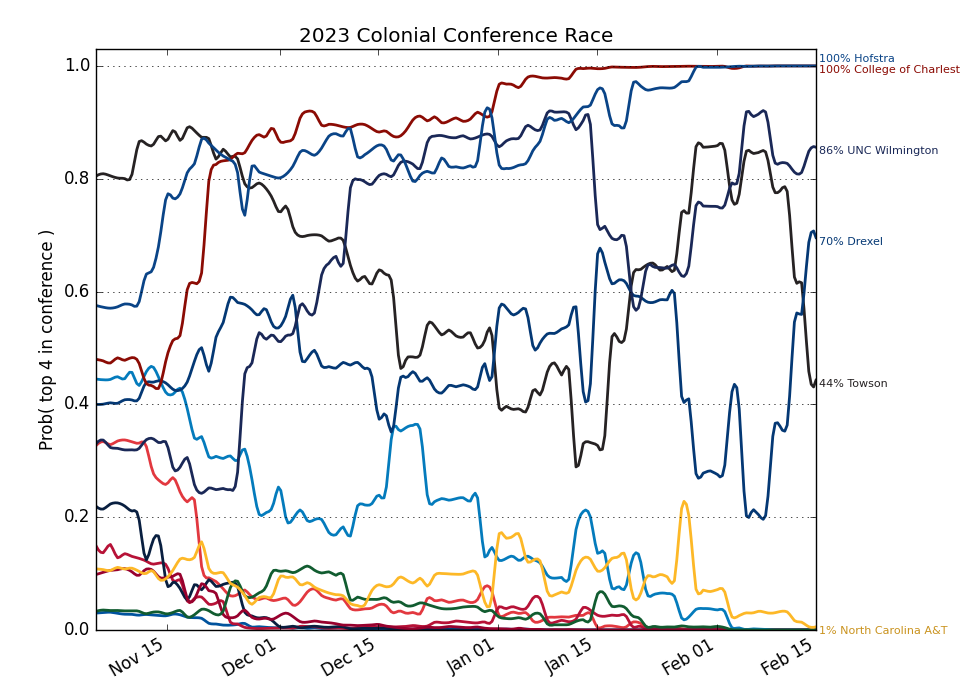 2023 Colonial Conference Race
Prob( top 4 in conference )
1.0
0.8
0.6
0.4
0.2
0.0
Nov 15
Dec 01
Dec 15
Jan 01
Jan 15
Feb 01
Feb 15
100% Hofstra
100% College of Charlest
86% UNC Wilmington
70% Drexel
44% Towson
1% North Carolina A&T